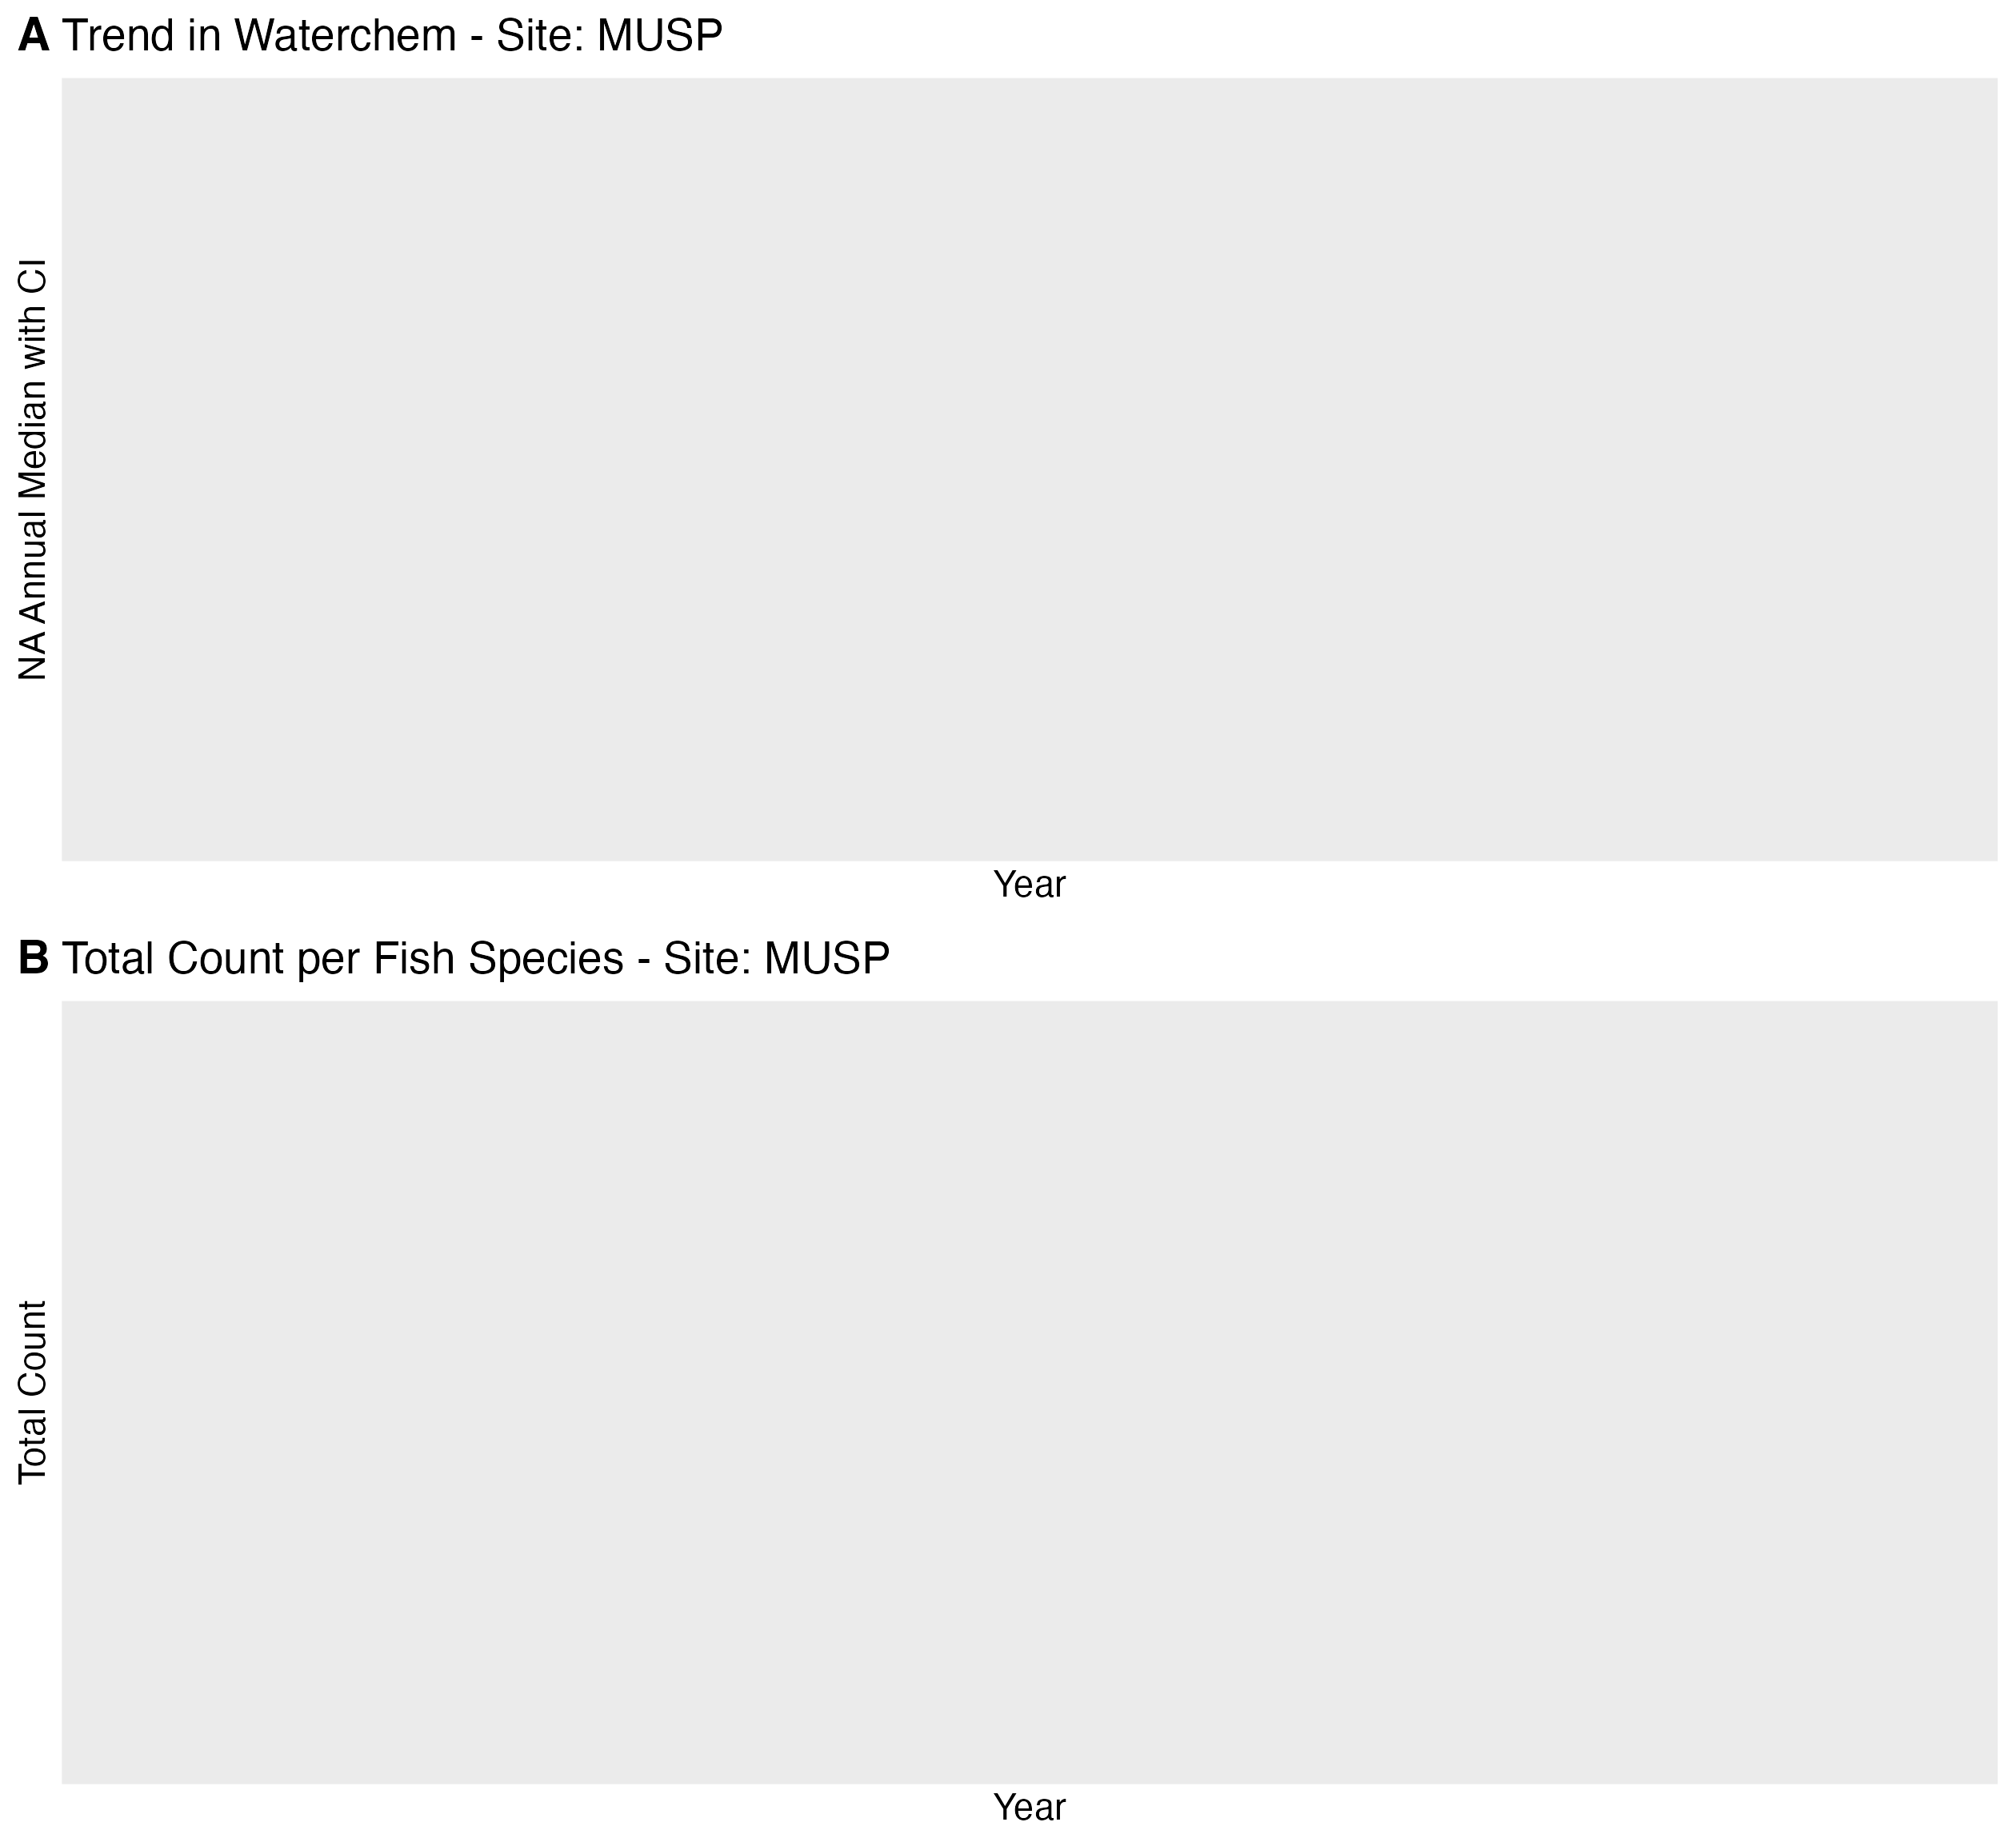 A Trend in Waterchem - Site: MUSP
NA Annual Median with CI
Year
B Total Count per Fish Species - Site: MUSP
Total Count
Year